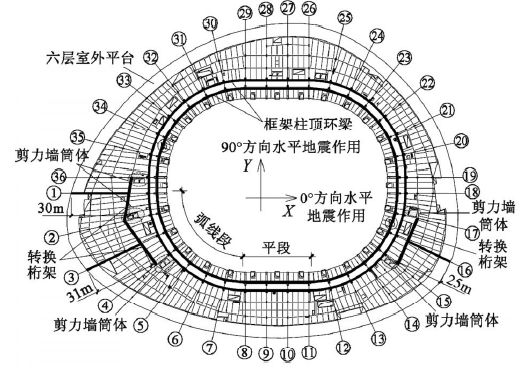 29 28 27 26
30 25
31 24
32 23
33 22
34 21
35 20
36 19
1 18
2 17
3 16
4 15
5 14
6 13
7 12
8 9 10 11
六层室外平台
框架柱顶环梁
90°方向水平地震作用
Y
X
0°方向水平
地震作用
剪力墙筒体
30m
转换
桁架
31m
剪力墙筒体
弧线段
平段
剪力墙
筒体
转换
桁架
25m
剪力墙筒体